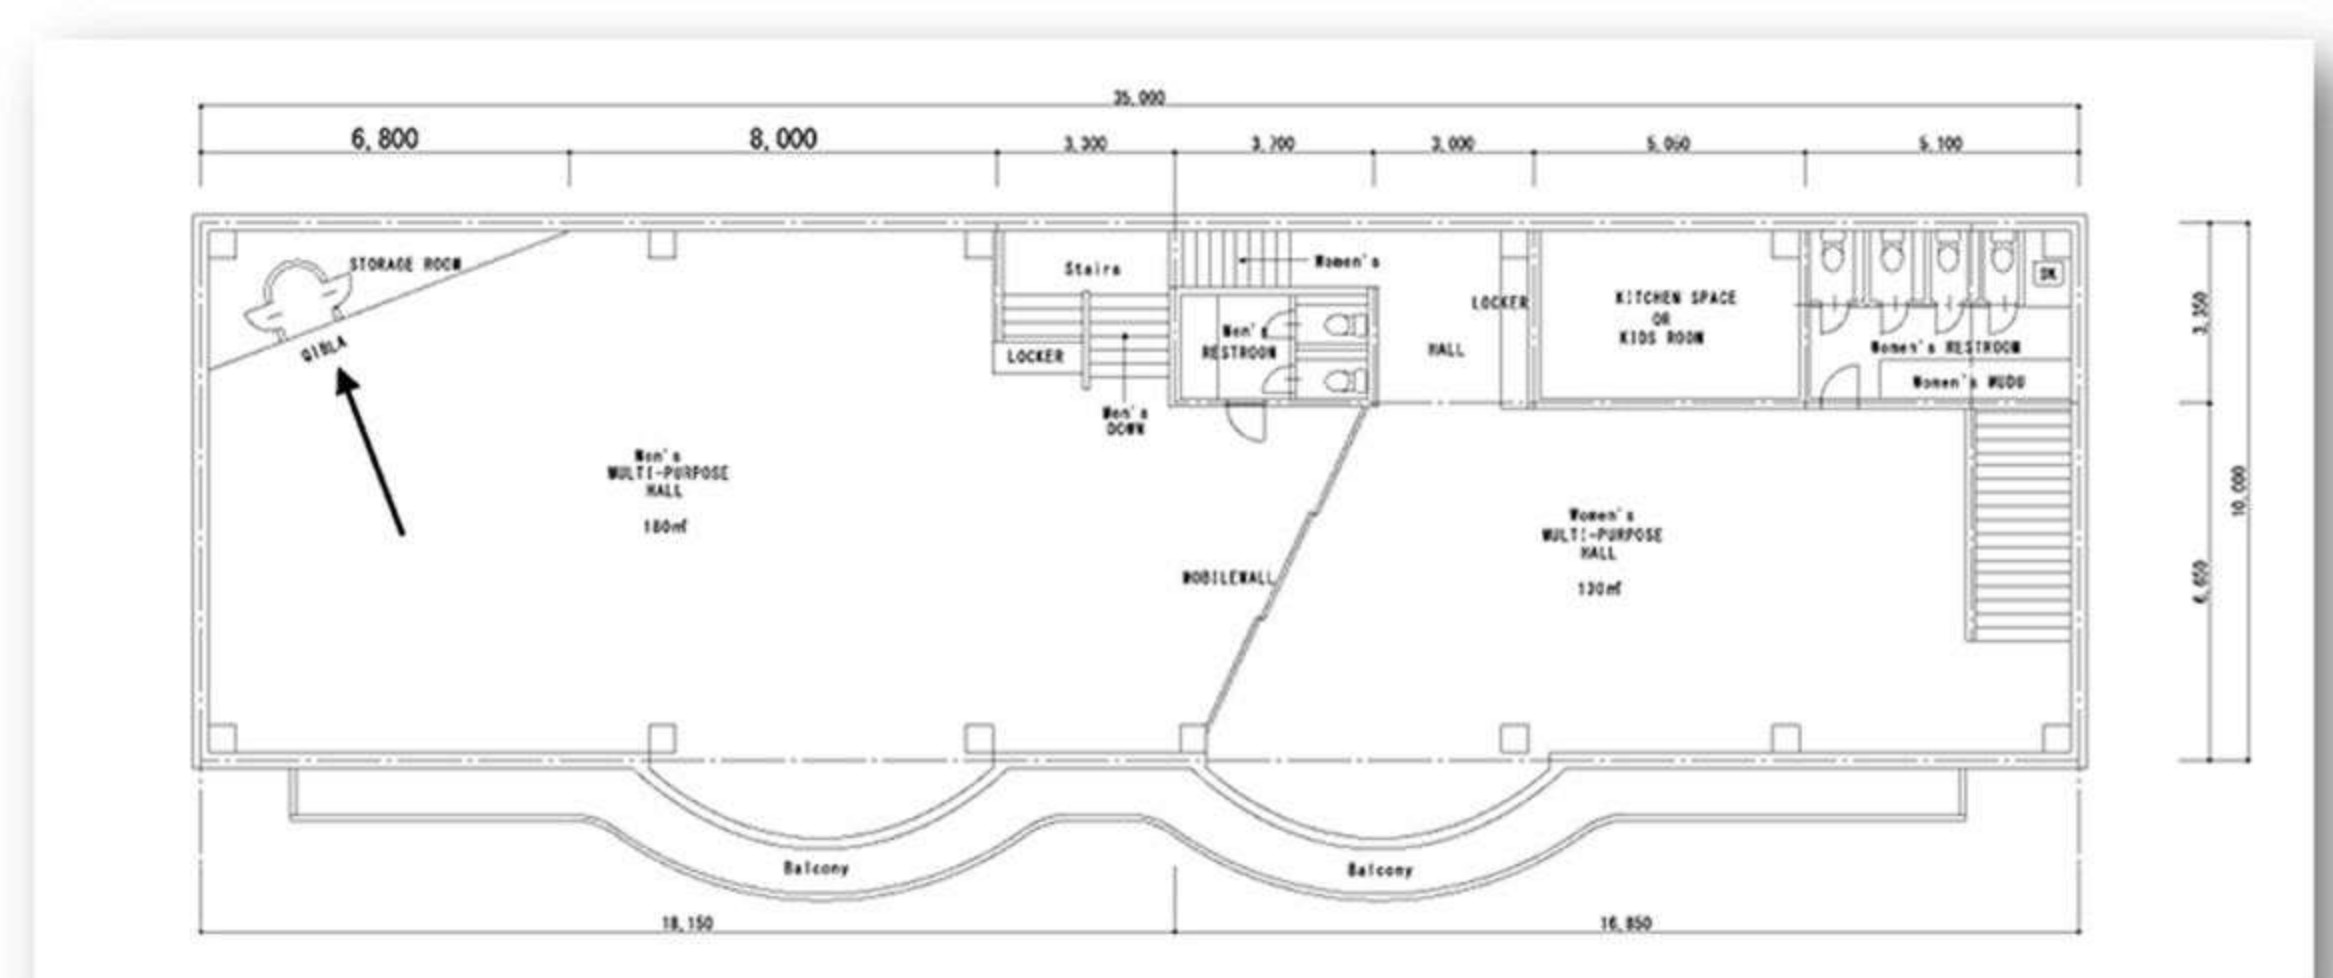 35,000
6,800
8,000
3,300
3,700
3,000
5,050
5,100
STORAGE ROOM
QIBLA
Stairs
LOCKER
Men's
DOWN
Women's
Men's
RESTROOM
LOCKER
HALL
KITCHEN SPACE
OR
KIDS ROOM
SK
Women's RESTROOM
Women's WUDU
3,350
10,000
6,650
Men's
MULTI-PURPOSE
HALL
180㎡
MOBILEWALL
Women's
MULTI-PURPOSE
HALL
130㎡
Balcony
Balcony
18,150
16,850